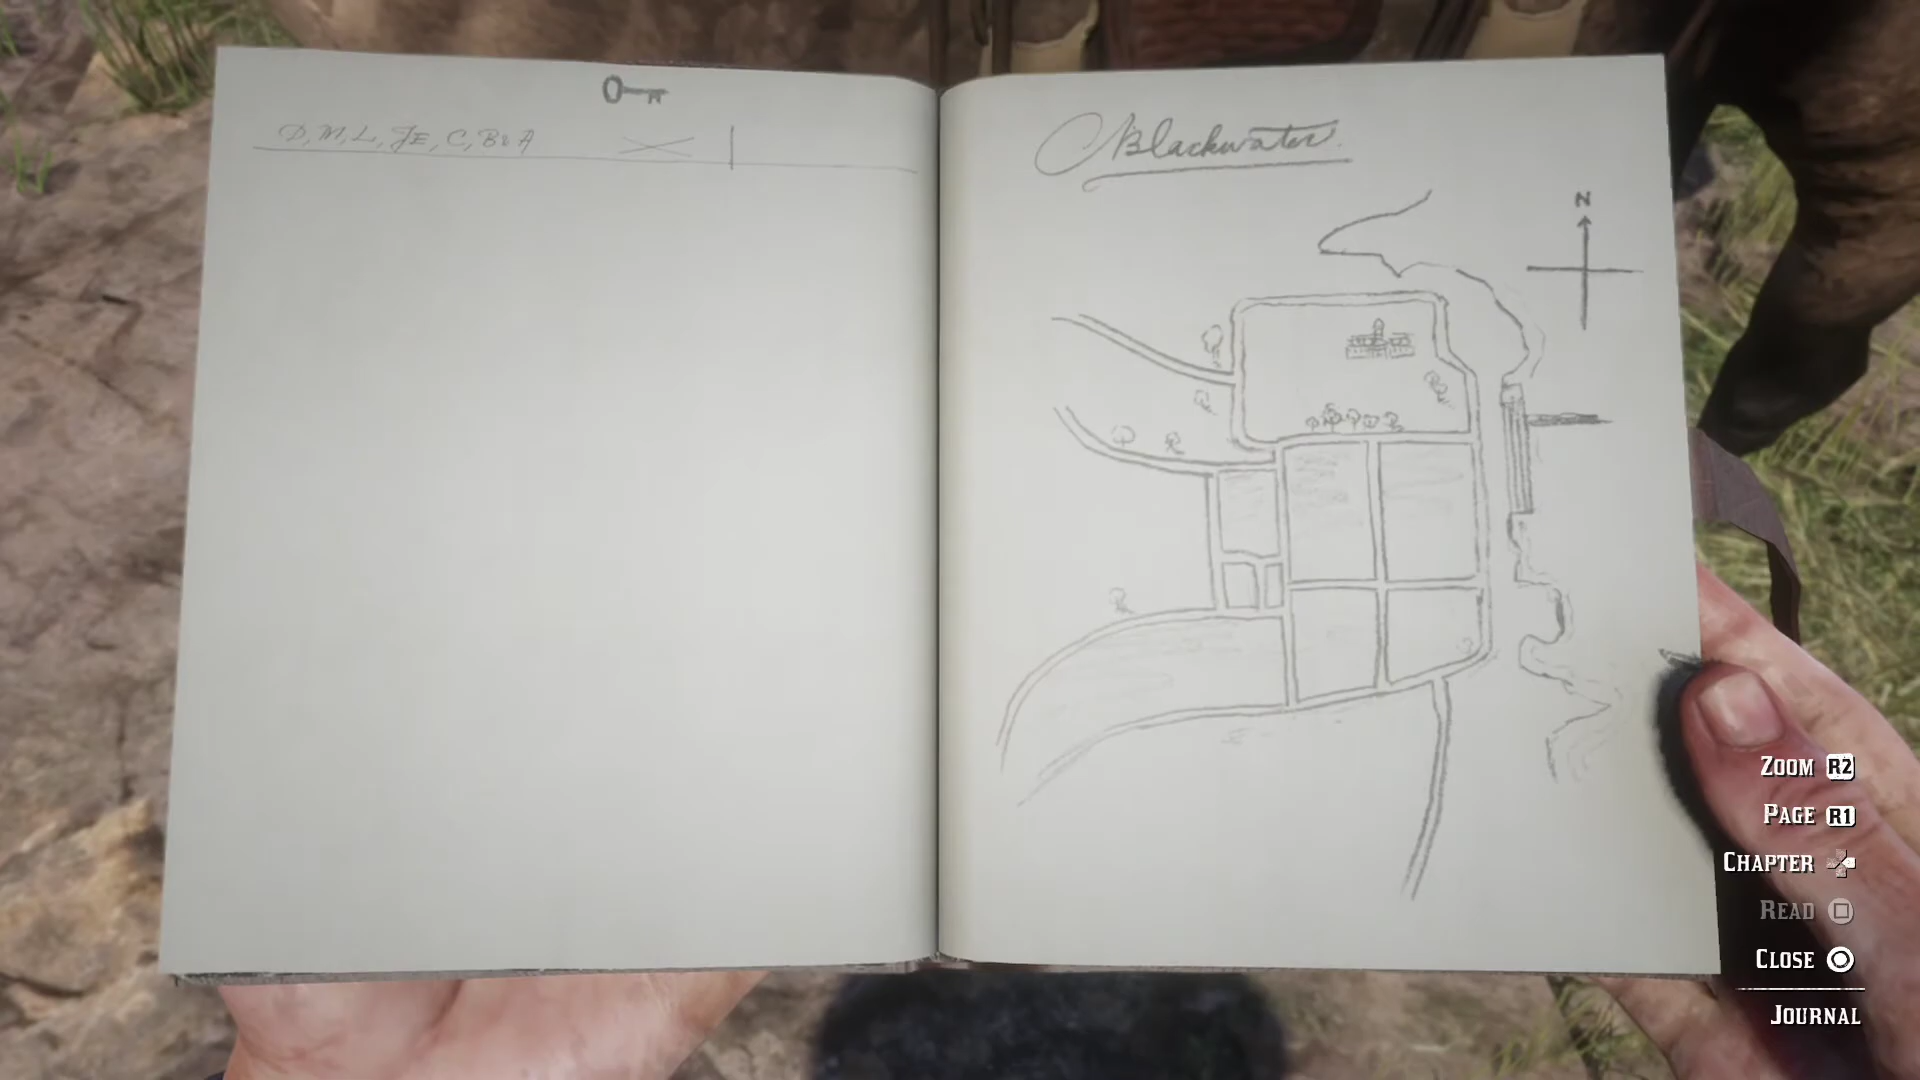 D, M, L, JE, C, B & A
Blackwater.
N
ZOOM R2
PAGE R1
CHAPTER
READ
CLOSE
JOURNAL